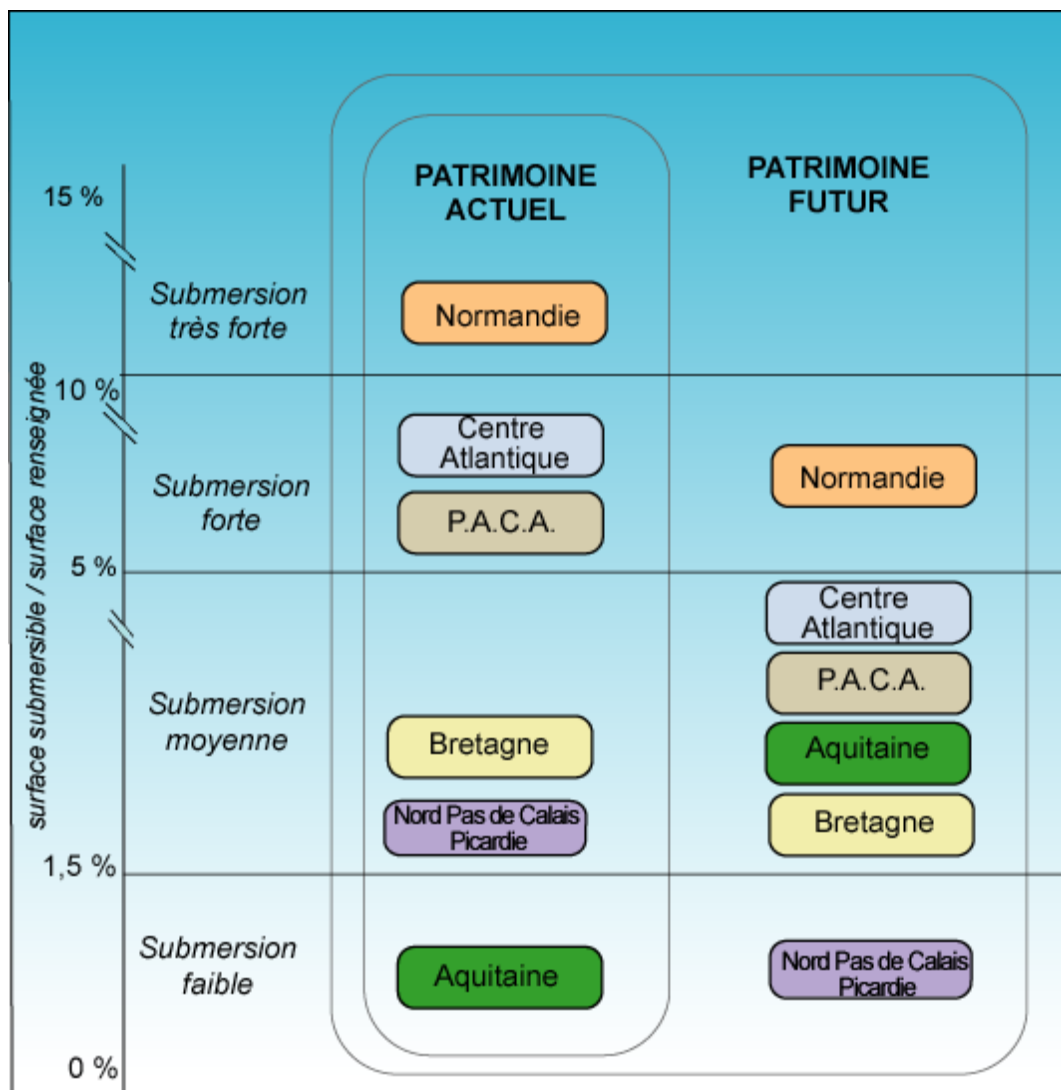 PATRIMOINE
ACTUEL
PATRIMOINE
FUTUR
15 %
Submersion
très forte
Normandie
10 %
Submersion
forte
Centre
Atlantique
P.A.C.A.
Normandie
5 %
Submersion
moyenne
Bretagne
Nord Pas de Calais
Picardie
Centre
Atlantique
P.A.C.A.
Aquitaine
Bretagne
1,5 %
Submersion
faible
Aquitaine
Nord Pas de Calais
Picardie
0 %
surface submersible / surface renseignée